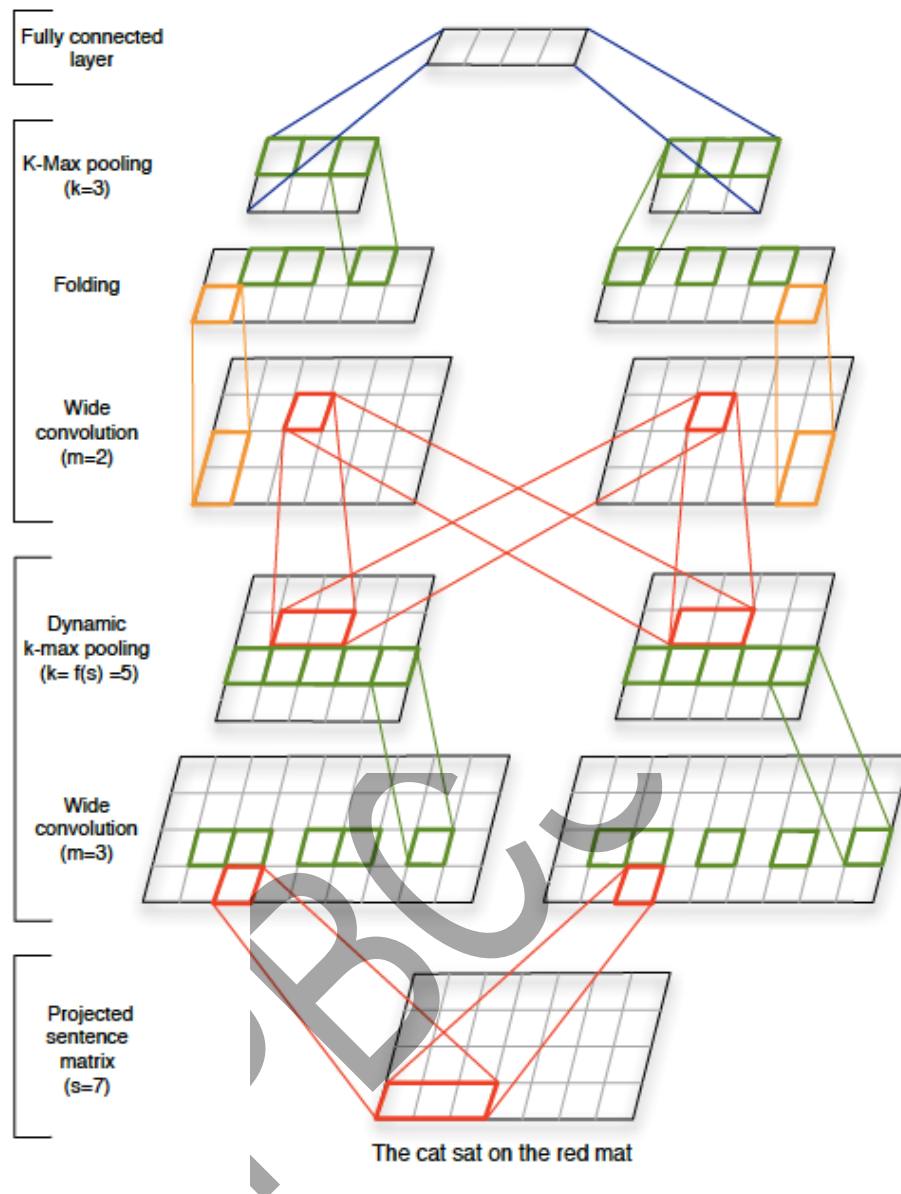 Fully connected
layer
K-Max pooling
(k=3)
Folding
Wide
convolution
(m=2)
Dynamic
k-max pooling
(k= f(s) =5)
Wide
convolution
(m=3)
Projected
sentence
matrix
(s=7)
The cat sat on the red mat